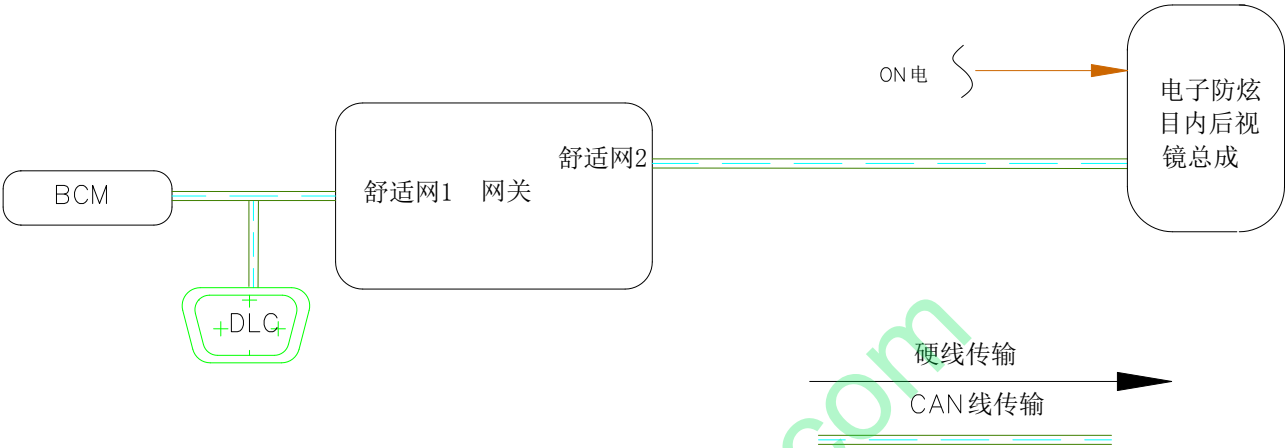 ON电
电子防炫
目内后视
镜总成
舒适网2
BCM
舒适网1 网关
DLC
硬线传输
CAN线传输
com